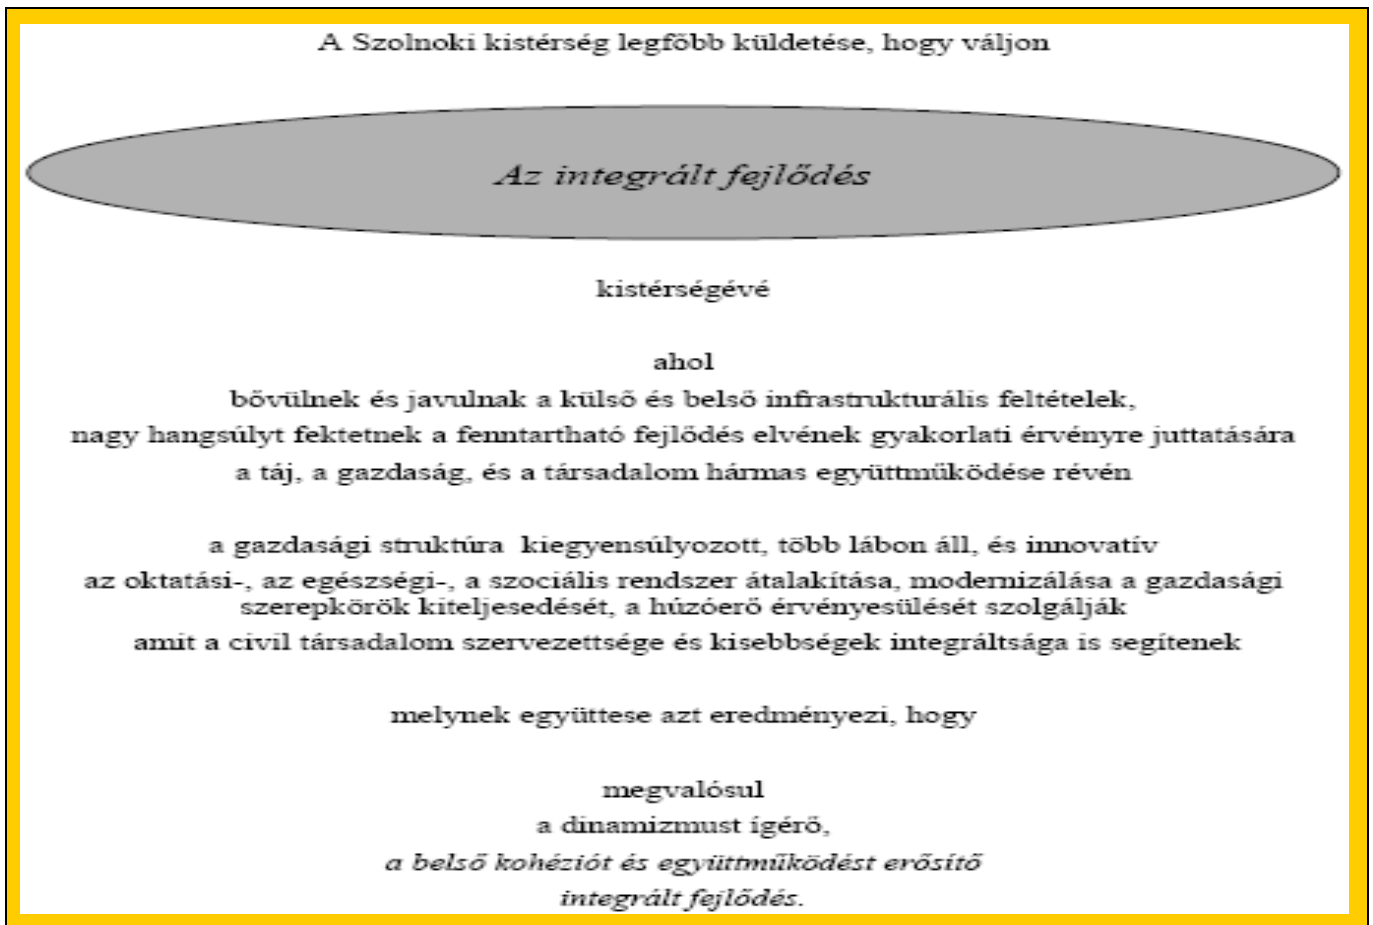 A Szolnoki kistérség legfőbb küldetése, hogy váljon
Az integrált fejlődés
kistérségévé
ahol
bővülnek és javulnak a külső és belső infrastrukturális feltételek,
nagy hangsúlyt fektetnek a fenntartható fejlődés elvének gyakorlati érvényre juttatására
a táj, a gazdaság, és a társadalom hármas együttműködése révén
a gazdasági struktúra kiegyensúlyozott, több lábon áll, és innovatív
az oktatási-, az egészségi-, a szociális rendszer átalakítása, modernizálása a gazdasági
szerepkörök kiteljesedését, a húzóerő érvényesülését szolgálják
amit a civil társadalom szervezettsége és kisebbségek integráltsága is segítenek
melynek együttese azt eredményezi, hogy
megvalósul
a dinamizmust ígérő,
a belső kohéziót és együttműködést erősítő
integrált fejlődés.